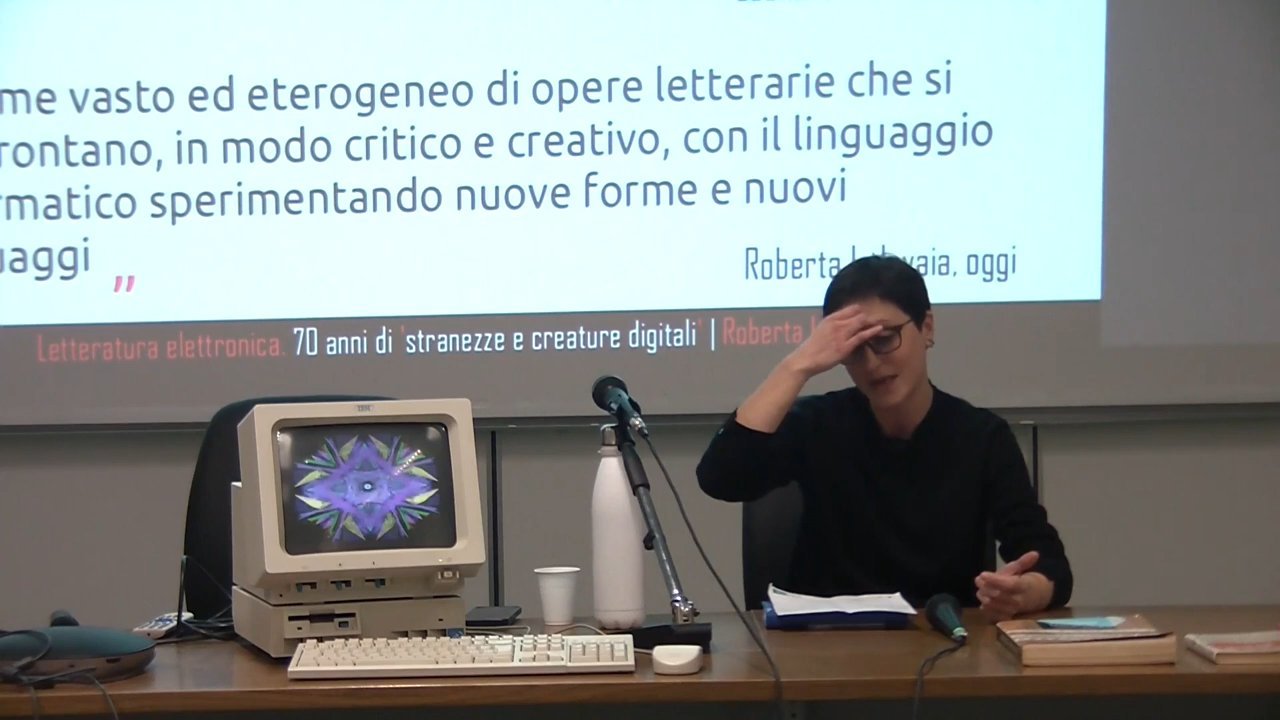 me vasto ed eterogeneo di opere letterarie che si
rontano, in modo critico e creativo, con il linguaggio
rmatico sperimentando nuove forme e nuovi
uaggi ”
Roberta vaia, oggi
Letteratura elettronica. 70 anni di 'stranezze e creature digitali' | Roberta
IBM